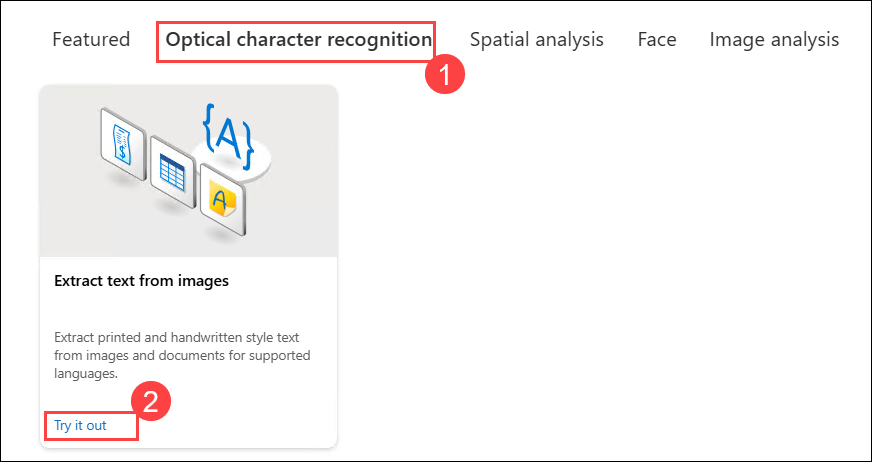 Featured Optical character recognition Spatial analysis Face Image analysis
1
{A}
$
A
Extract text from images
Extract printed and handwritten style text
from images and documents for supported
languages.
2
Try it out